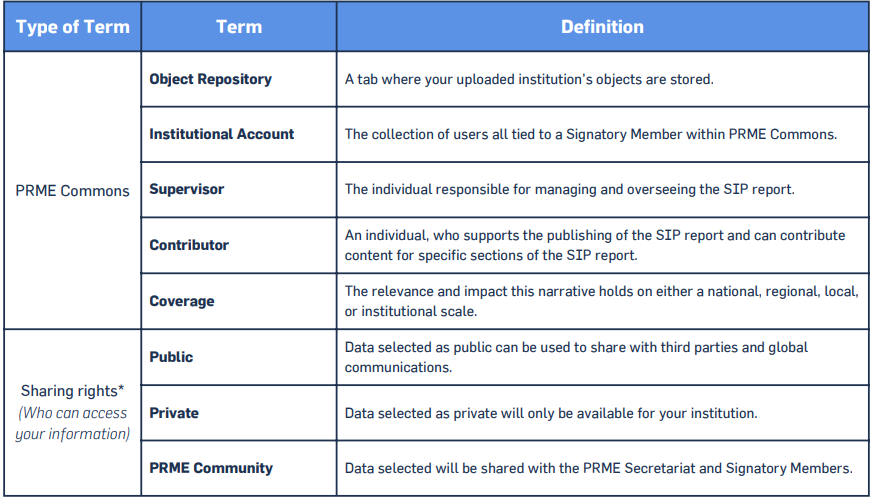 Type of Term Term Definition
Object Repository A tab where your uploaded institution's objects are stored.
Institutional Account The collection of users all tied to a Signatory Member within PRME Commons.
PRME Commons Supervisor The individual responsible for managing and overseeing the SIP report.
Contributor An individual, who supports the publishing of the SIP report and can contribute
content for specific sections of the SIP report.
Coverage The relevance and impact this narrative holds on either a national, regional, local,
or institutional scale.
Sharing rights*
(Who can access
your information)
Public Data selected as public can be used to share with third parties and global
communications.
Private Data selected as private will only be available for your institution.
PRME Community Data selected will be shared with the PRME Secretariat and Signatory Members.